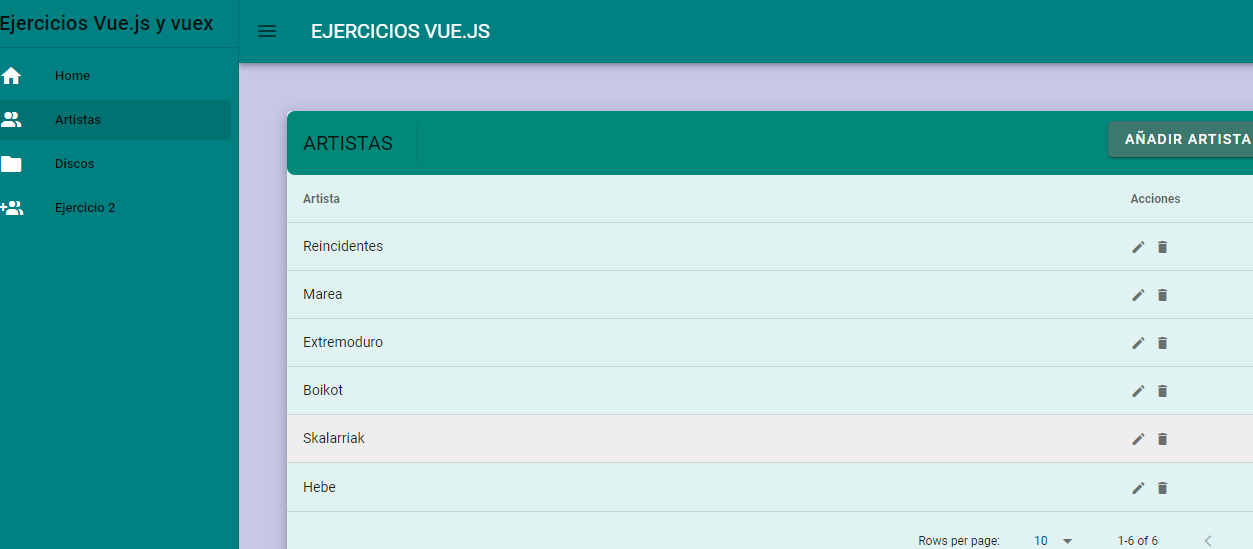 Ejercicios Vue.js y vuex
EJERCICIOS VUE.JS
Home
Artistas
Discos
Ejercicio 2
ARTISTAS
AÑADIR ARTISTA
Artista Acciones
Reincidentes
Marea
Extremoduro
Boikot
Skalarriak
Hebe
Rows per page: 10 1-6 of 6